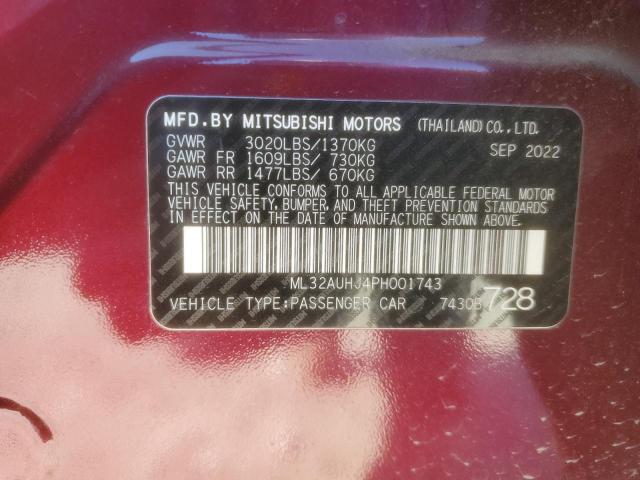 MFD.BY MITSUBISHI MOTORS (THAILAND) CO., LTD.
GVWR 3020LBS/1370KG SEP 2022
GAWR FR 1609LBS/ 730KG
GAWR RR 1477LBS/ 670KG
THIS VEHICLE CONFORMS TO ALL APPLICABLE FEDERAL MOTOR
VEHICLE SAFETY, BUMPER, AND THEFT PREVENTION STANDARDS
IN EFFECT ON THE DATE OF MANUFACTURE SHOWN ABOVE.
ML32AUHJ4PH001743
VEHICLE TYPE:PASSENGER CAR 7430B 728